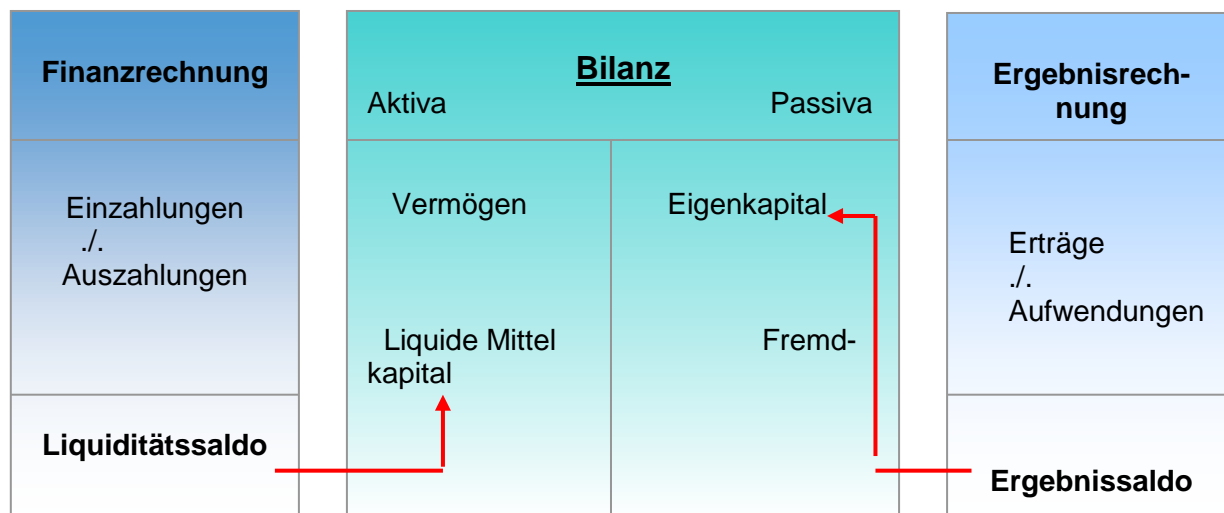 Finanzrechnung
Einzahlungen
./.
Auszahlungen
Liquiditätssaldo
Bilanz
Aktiva Passiva
Vermögen Eigenkapital
Liquide Mittel Fremd-
kapital
Ergebnisrech-
nung
Erträge
./.
Aufwendungen
Ergebnissaldo